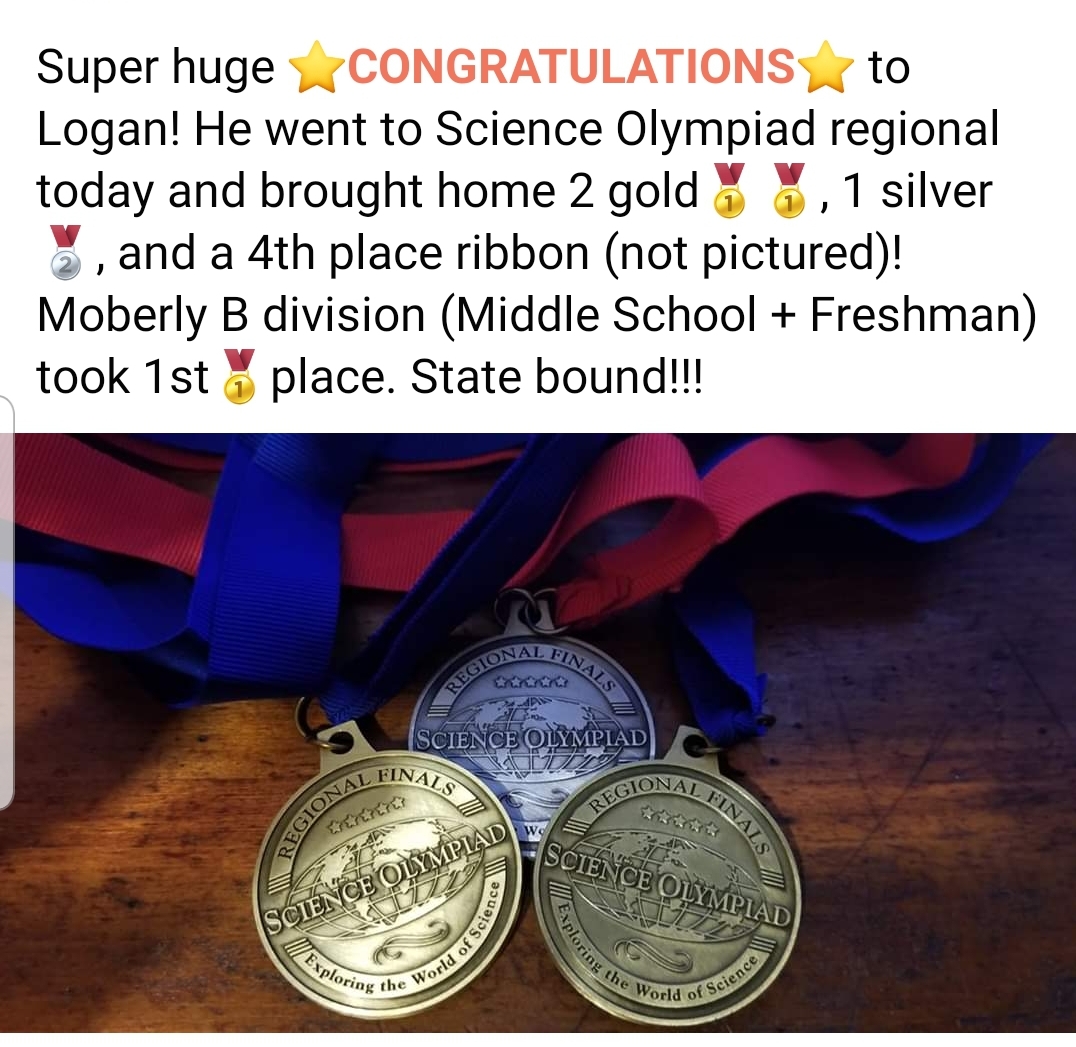 Super huge ⭐CONGRATULATIONS⭐ to
Logan! He went to Science Olympiad regional
today and brought home 2 gold🥇 🥇, 1 silver
🥈, and a 4th place ribbon (not pictured)!
Moberly B division (Middle School + Freshman)
took 1st🥇place. State bound!!!
REGIONAL FINALS
SCIENCE OLYMPIAD
REGIONAL FINALS
SCIENCE OLYMPIAD
Exploring the World of Science
REGIONAL FINALS
SCIENCE OLYMPIAD
Exploring the World of Science